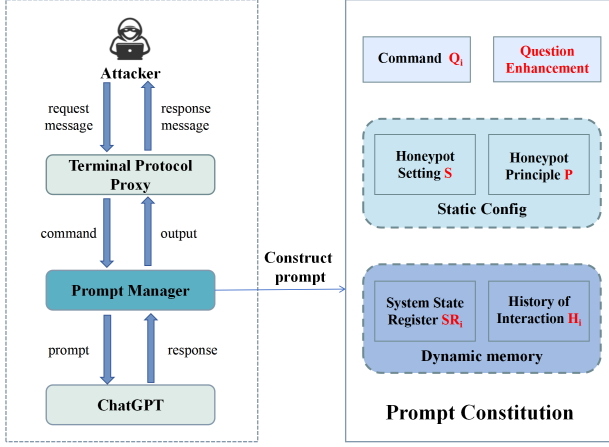 Attacker
request
message
response
message
Terminal Protocol
Proxy
command
output
Prompt Manager
prompt
response
ChatGPT
Construct
prompt
Command Qi
Question
Enhancement
Honeypot
Setting S
Honeypot
Principle P
Static Config
System State
Register SRi
History of
Interaction Hi
Dynamic memory
Prompt Constitution